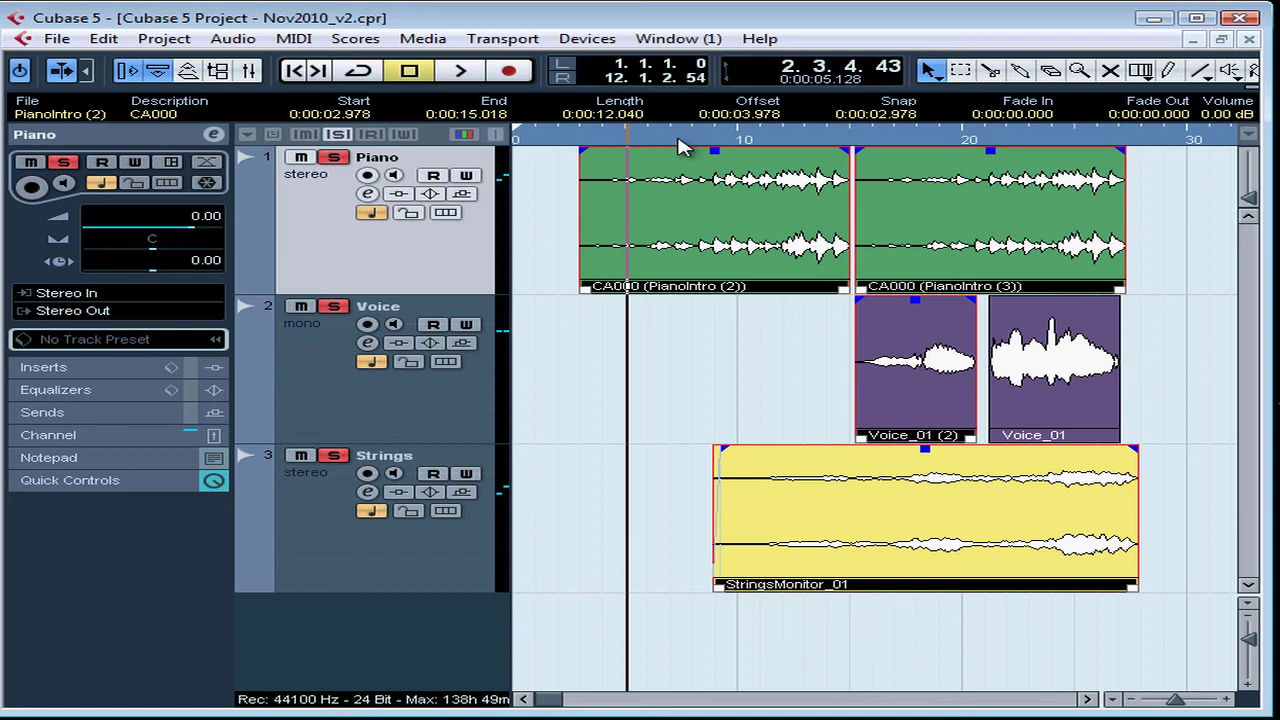 Cubase 5 - [Cubase 5 Project - Nov2010_v2.cpr]
File Edit Project Audio MIDI Scores Media Transport Devices Window (1) Help
L R 1. 1. 1. 0
12. 1. 2. 54
2. 3. 4. 43
0:00:05.128
File Description Start End Length Offset Snap Fade In Fade Out Volume
PianoIntro (2) CA000 0:00:02.978 0:00:15.018 0:00:12.040 0:00:03.978 0:00:02.978 0:00:00.000 0:00:00.000 0.00 dB
Piano
M S R W
0.00
C
0.00
Stereo In
Stereo Out
No Track Preset
Inserts
Equalizers
Sends
Channel
Notepad
Quick Controls
M S R W
1 M S Piano
stereo R W
2 M S Voice
mono R W
3 M S Strings
stereo R W
0 10 20 30
CA000 (PianoIntro (2)) CA000 (PianoIntro (3))
Voice_01 (2) Voice_01
StringsMonitor_01
Rec: 44100 Hz - 24 Bit - Max: 138h 49m